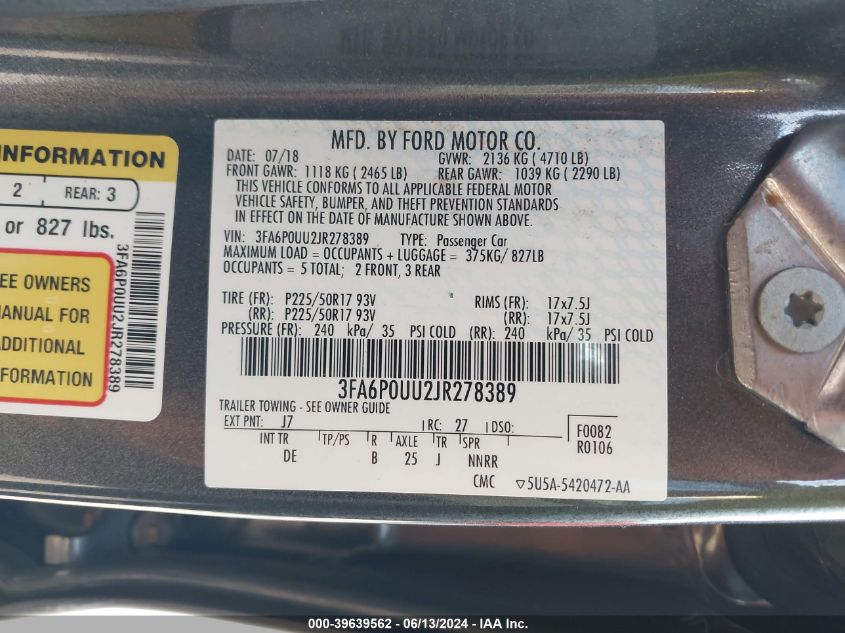 INFORMATION
2 REAR: 3
or 827 lbs.
EE OWNERS
MANUAL FOR
ADDITIONAL
FORMATION
3FA6P0UU2JR278389
MFD. BY FORD MOTOR CO.
DATE: 07/18 GVWR: 2136 KG ( 4710 LB)
FRONT GAWR: 1118 KG ( 2465 LB) REAR GAWR: 1039 KG ( 2290 LB)
THIS VEHICLE CONFORMS TO ALL APPLICABLE FEDERAL MOTOR
VEHICLE SAFETY, BUMPER, AND THEFT PREVENTION STANDARDS
IN EFFECT ON THE DATE OF MANUFACTURE SHOWN ABOVE.
VIN: 3FA6P0UU2JR278389 TYPE: Passenger Car
MAXIMUM LOAD = OCCUPANTS + LUGGAGE = 375KG/ 827LB
OCCUPANTS = 5 TOTAL; 2 FRONT, 3 REAR
TIRE (FR): P225/50R17 93V RIMS (FR): 17x7.5J
(RR): P225/50R17 93V (RR): 17x7.5J
PRESSURE (FR): 240 kPa/ 35 PSI COLD (RR): 240 kPa/ 35 PSI COLD
3FA6P0UU2JR278389
TRAILER TOWING - SEE OWNER GUIDE
EXT PNT: J7 RC: 27 DSO: F0082
INT TR TP/PS R AXLE TR SPR R0106
DE B 25 J NNRR
CMC ▽5U5A-5420472-AA
000-39639562 - 06/13/2024 - IAAI.com